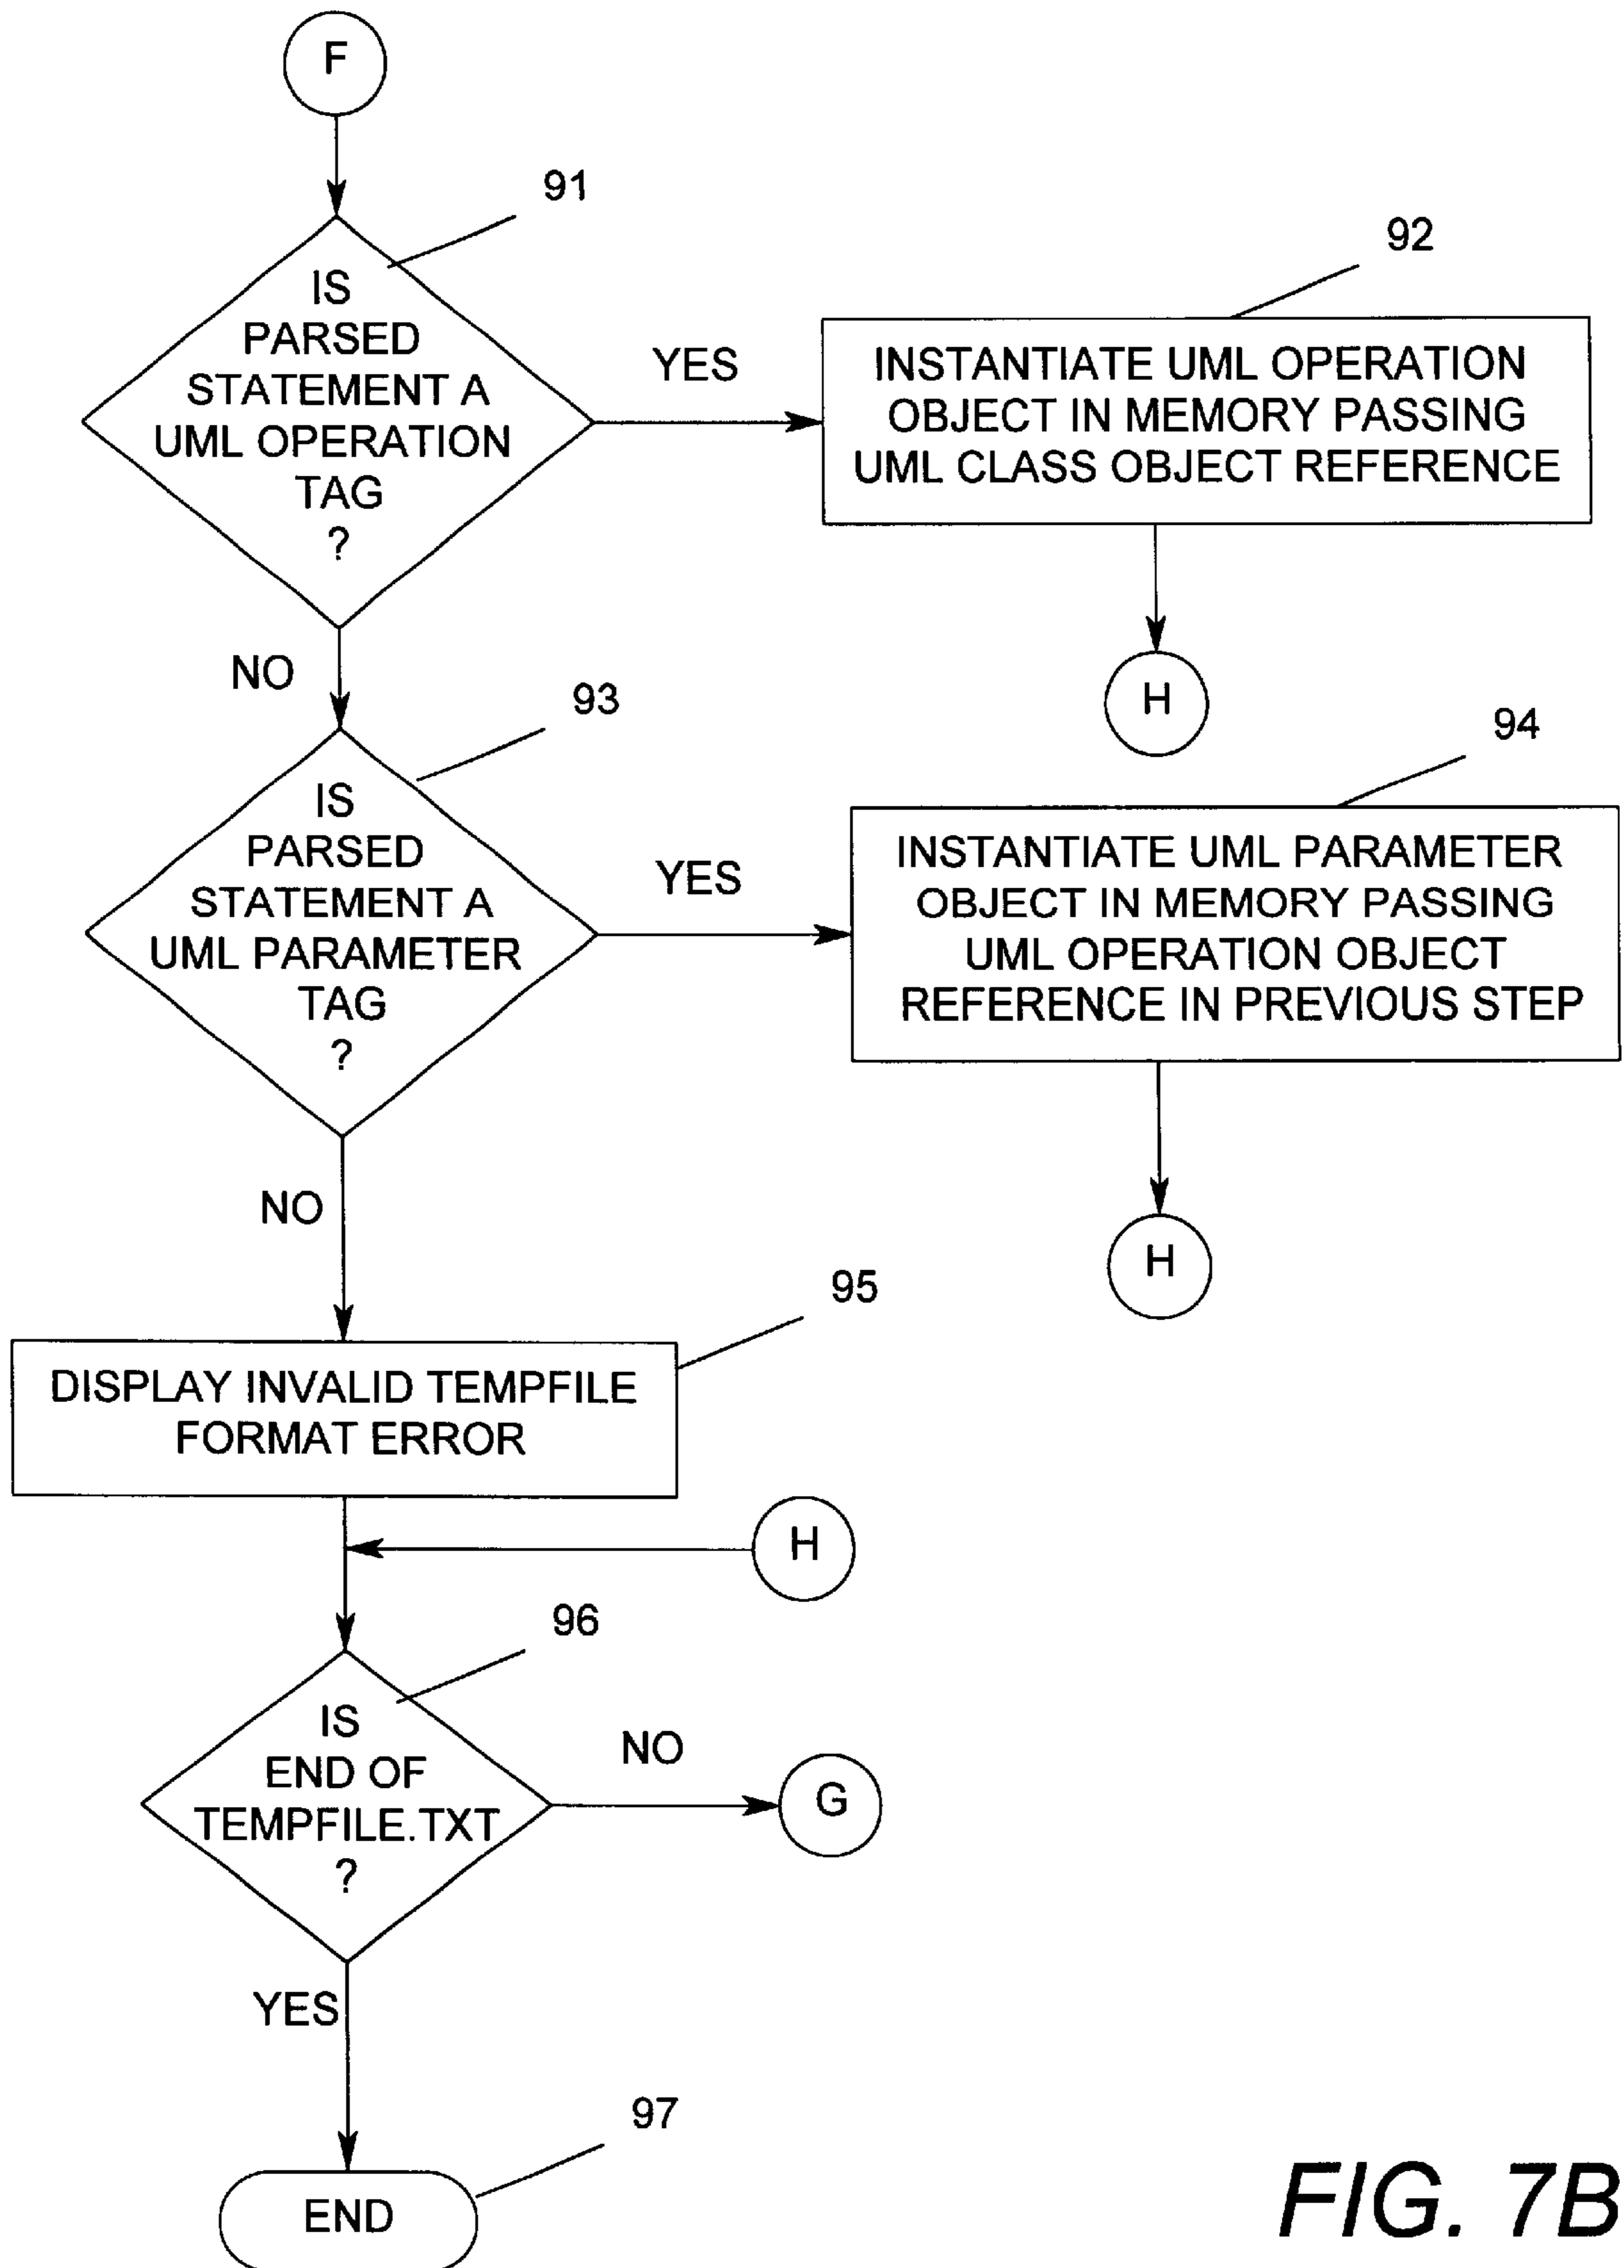 F
91
IS
PARSED
STATEMENT A
UML OPERATION
TAG
?
YES
92
INSTANTIATE UML OPERATION
OBJECT IN MEMORY PASSING
UML CLASS OBJECT REFERENCE
H
NO
93
IS
PARSED
STATEMENT A
UML PARAMETER
TAG
?
YES
94
INSTANTIATE UML PARAMETER
OBJECT IN MEMORY PASSING
UML OPERATION OBJECT
REFERENCE IN PREVIOUS STEP
H
NO
95
DISPLAY INVALID TEMPFILE
FORMAT ERROR
H
96
IS
END OF
TEMPFILE.TXT
?
NO
G
YES
97
END
FIG. 7B